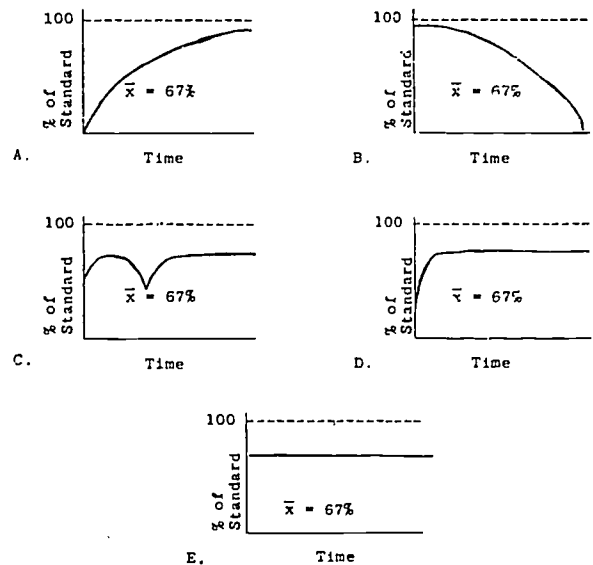 100
% of Standard
x̄ = 67%
A. Time
100
% of Standard
x̄ = 67%
B. Time
100
% of Standard
x̄ = 67%
C. Time
100
% of Standard
= 67%
D. Time
100
% of Standard
x̄ = 67%
E. Time